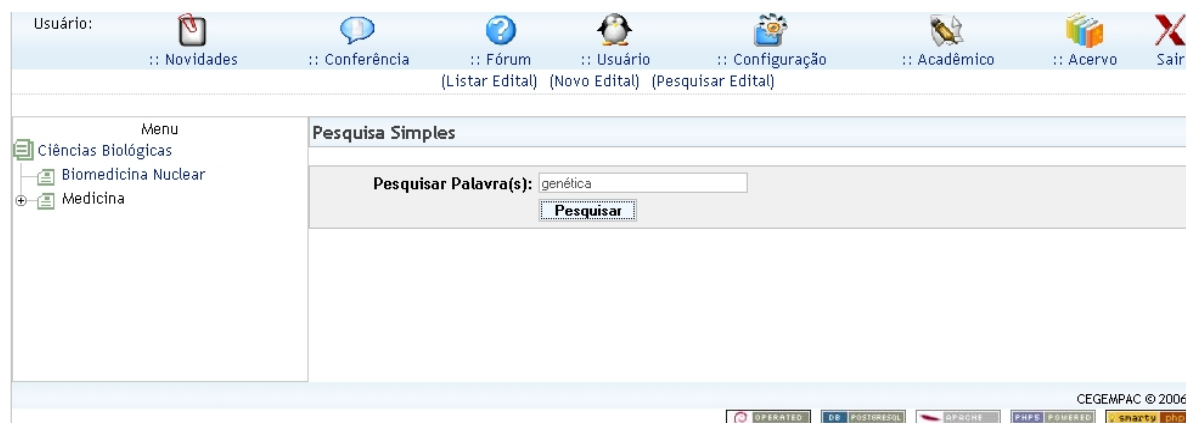 Usuário:
:: Novidades :: Conferência :: Fórum :: Usuário :: Configuração :: Acadêmico :: Acervo Sair
(Listar Edital) (Novo Edital) (Pesquisar Edital)
Menu
Ciências Biológicas
Biomedicina Nuclear
Medicina
Pesquisa Simples
Pesquisar Palavra(s): genética
Pesquisar
CEGEMPAC © 2006
OPERATED DB POSTGRESQL APACHE PHP5 POWERED smarty php